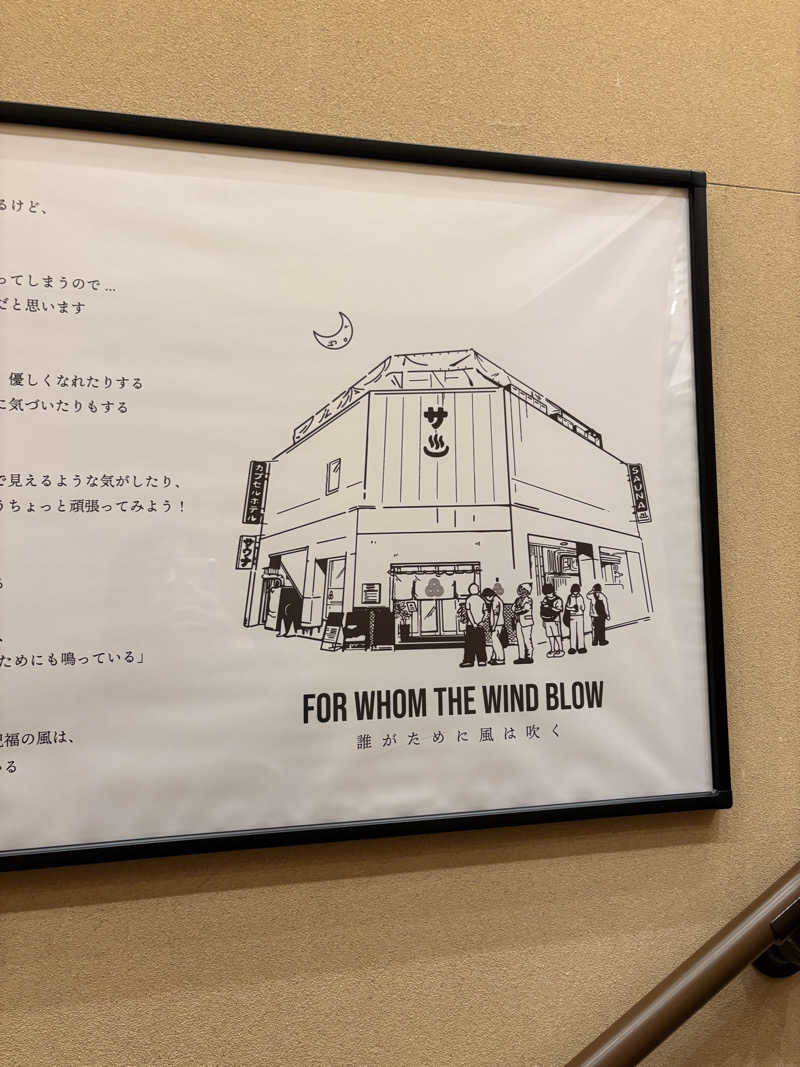 るけど、
ってしまうので...
だと思います
優しくなれたりする
に気づいたりもする
で見えるような気がしたり、
うちょっと頑張ってみよう！
る
、
ためにも鳴っている」
福の風は、
いる
サ
♨
カプセルホテル
サウナ
SAUNA
FOR WHOM THE WIND BLOW
誰がために風は吹く